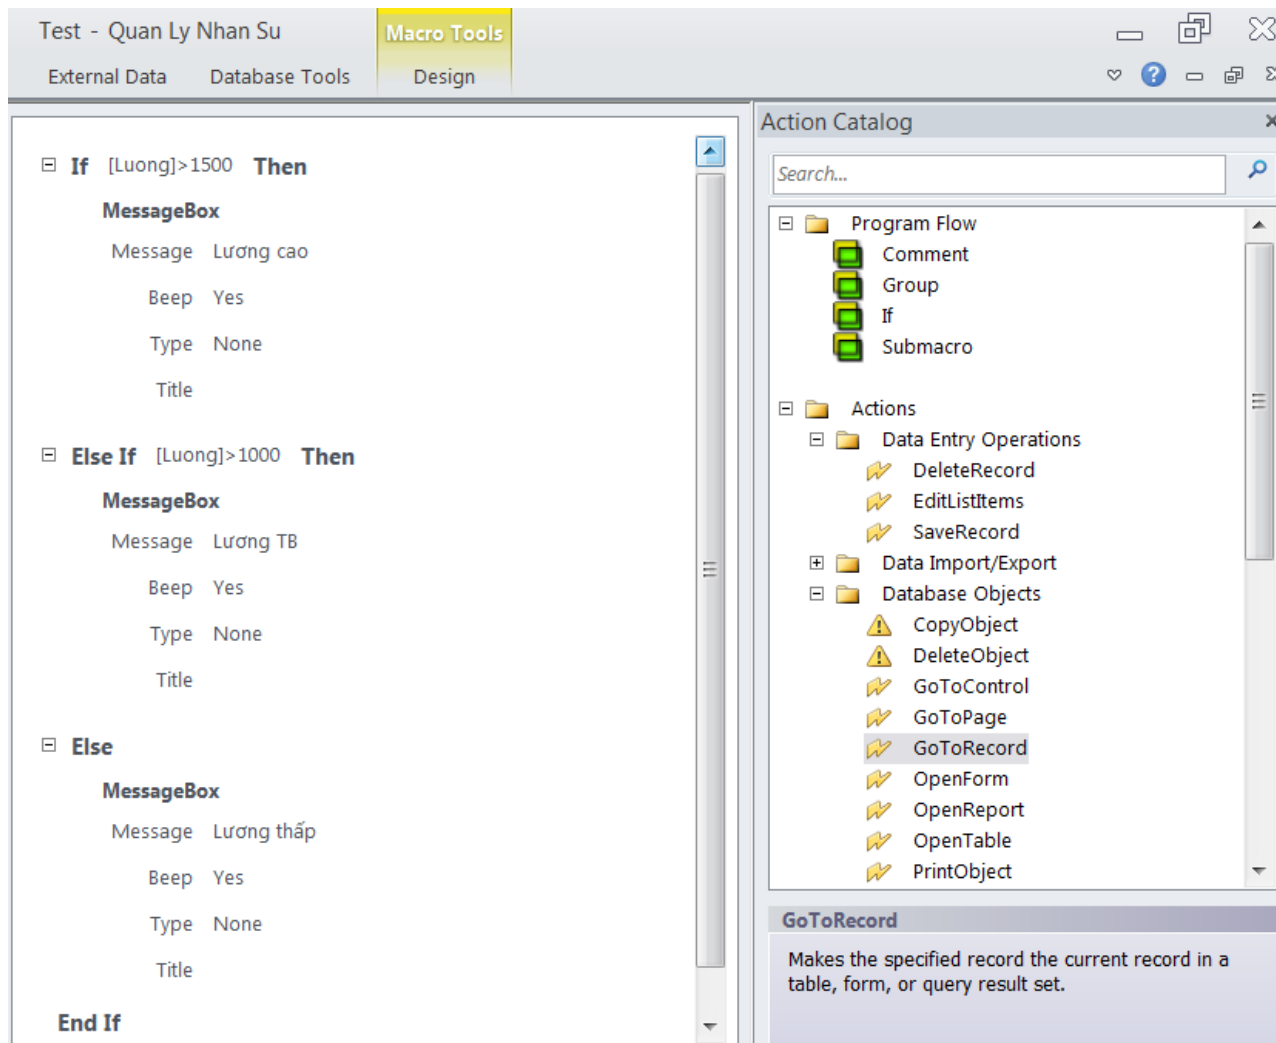 Test - Quan Ly Nhan Su
Macro Tools
External Data
Database Tools
Design
If [Luong]>1500 Then
MessageBox
Message Lương cao
Beep Yes
Type None
Title
Else If [Luong]>1000 Then
MessageBox
Message Lương TB
Beep Yes
Type None
Title
Else
MessageBox
Message Lương thấp
Beep Yes
Type None
Title
End If
Action Catalog
Search...
Program Flow
Comment
Group
If
Submacro
Actions
Data Entry Operations
DeleteRecord
EditListItems
SaveRecord
Data Import/Export
Database Objects
CopyObject
DeleteObject
GoToControl
GoToPage
GoToRecord
OpenForm
OpenReport
OpenTable
PrintObject
GoToRecord
Makes the specified record the current record in a
table, form, or query result set.